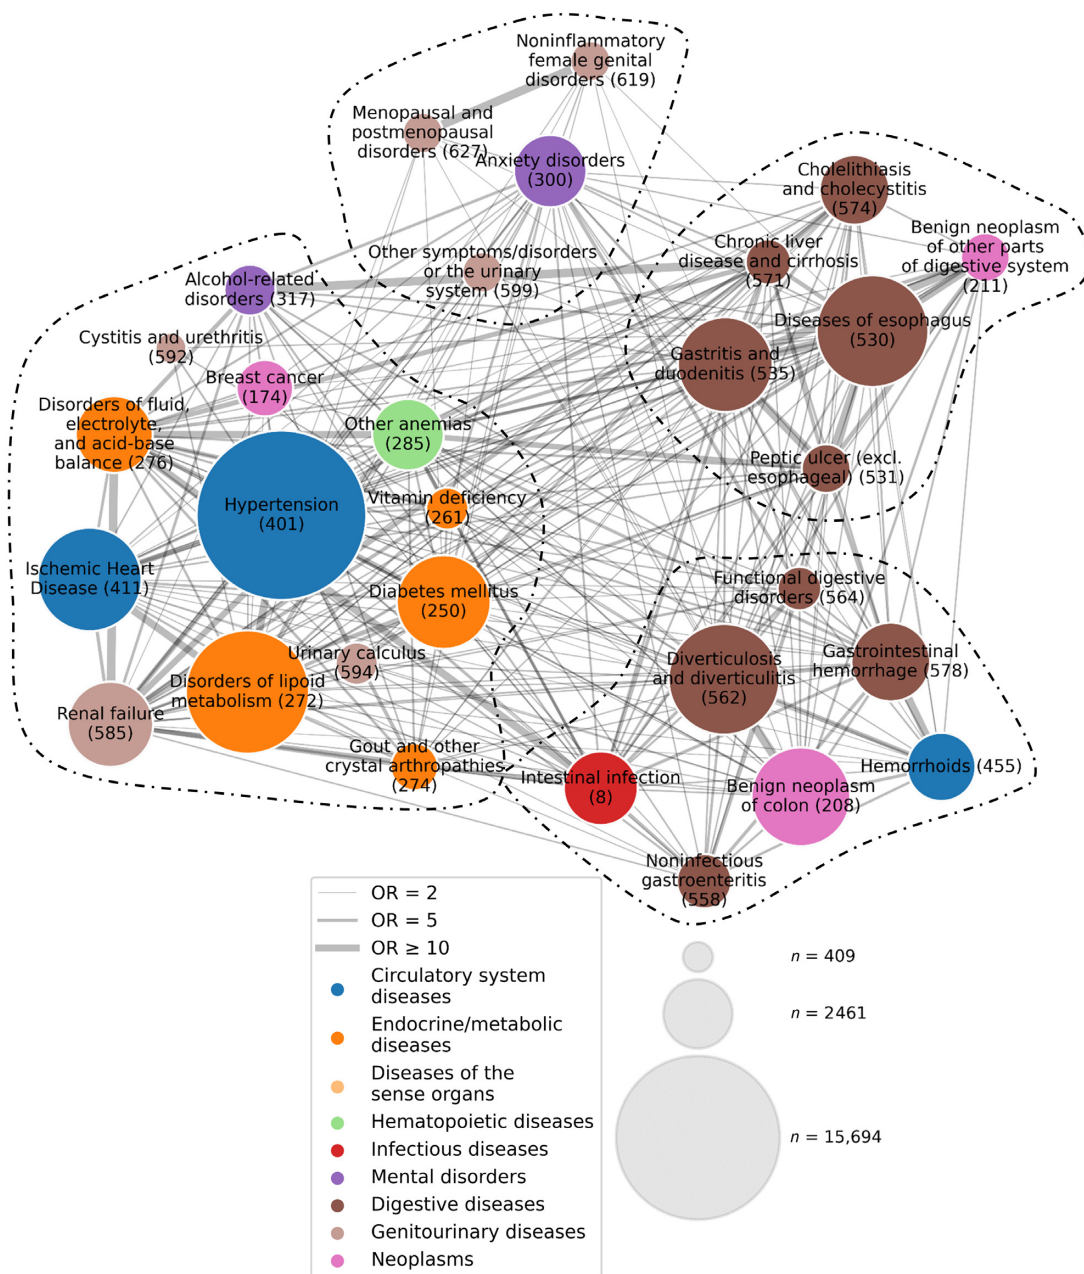 Noninflammatory
female genital
disorders (619)
Menopausal and
postmenopausal
disorders (627)
Anxiety disorders
(300)
Cholelithiasis
and cholecystitis
(574)
Benign neoplasm
of other parts
of digestive system
(211)
Chronic liver
disease and cirrhosis
(571)
Other symptoms/disorders
or the urinary
system (599)
Alcohol-related
disorders (317)
Diseases of esophagus
(530)
Cystitis and urethritis
(592)
Gastritis and
duodenitis (535)
Breast cancer
(174)
Disorders of fluid,
electrolyte,
and acid-base
balance (276)
Other anemias
(285)
Peptic ulcer (excl.
esophageal) (531)
Hypertension
(401)
Vitamin deficiency
(261)
Ischemic Heart
Disease (411)
Diabetes mellitus
(250)
Functional digestive
disorders (564)
Urinary calculus
(594)
Diverticulosis
and diverticulitis
(562)
Gastrointestinal
hemorrhage (578)
Disorders of lipoid
metabolism (272)
Renal failure
(585)
Gout and other
crystal arthropathies
(274)
Intestinal infection
(8)
Benign neoplasm
of colon (208)
Hemorrhoids (455)
Noninfectious
gastroenteritis
(558)
OR = 2
OR = 5
OR ≥ 10
Circulatory system
diseases
Endocrine/metabolic
diseases
Diseases of the
sense organs
Hematopoietic diseases
Infectious diseases
Mental disorders
Digestive diseases
Genitourinary diseases
Neoplasms
n = 409
n = 2461
n = 15,694